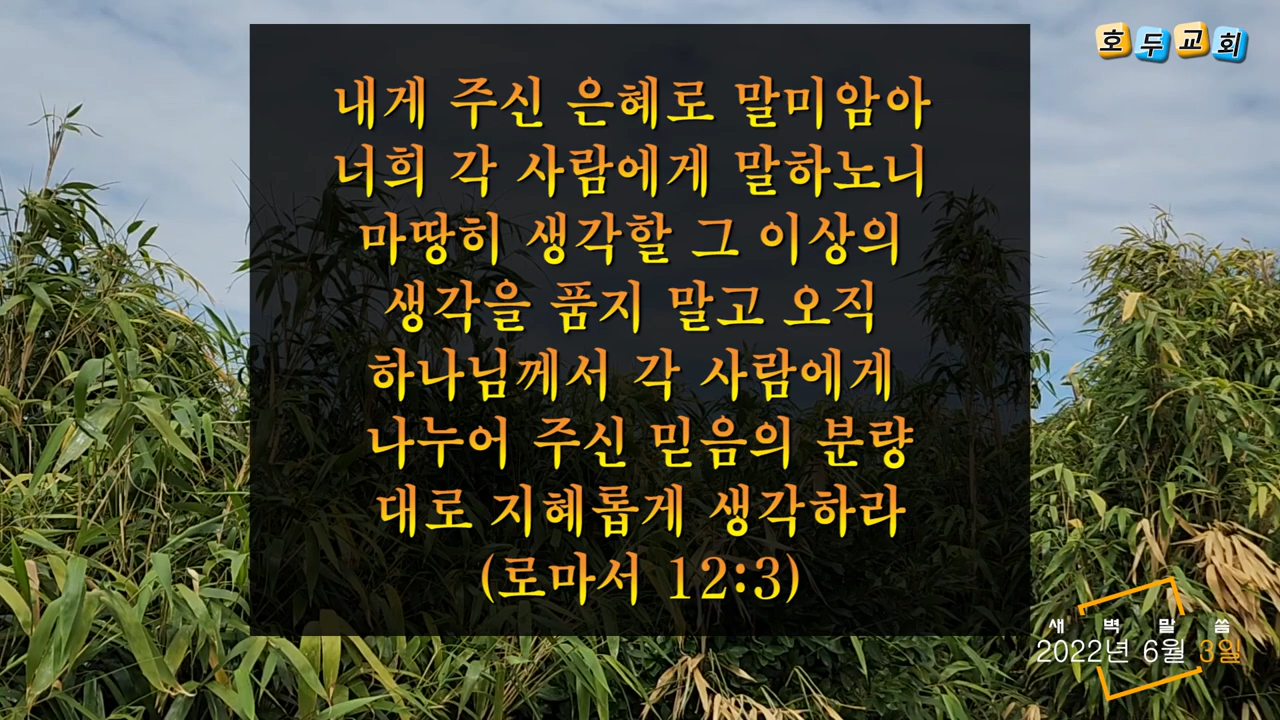 호두교회
내게 주신 은혜로 말미암아
너희 각 사람에게 말하노니
마땅히 생각할 그 이상의
생각을 품지 말고 오직
하나님께서 각 사람에게
나누어 주신 믿음의 분량
대로 지혜롭게 생각하라
(로마서 12:3)
새벽말씀
2022년 6월 3일